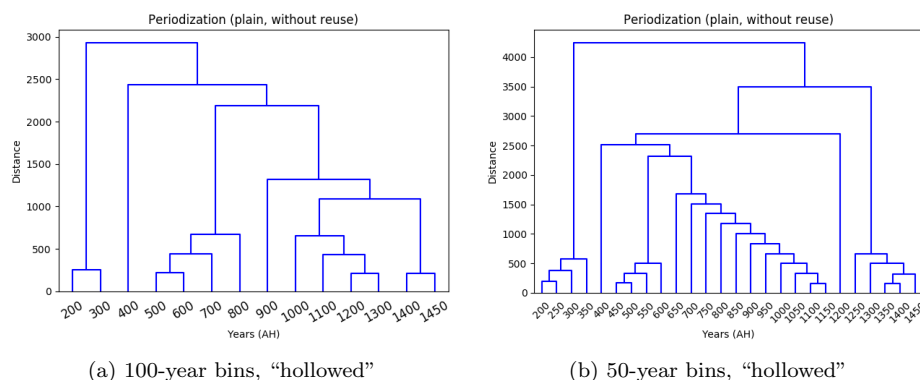 Periodization (plain, without reuse)
3000
2500
2000
1500
1000
500
0
Distance
200 300 400 500 600 700 800 900 1000 1100 1200 1300 1400 1450
Years (AH)
(a) 100-year bins, “hollowed”
Periodization (plain, without reuse)
4000
3500
3000
2500
2000
1500
1000
500
0
Distance
200 250 300 350 400 450 500 550 600 650 700 750 800 850 900 950 1000 1050 1100 1150 1200 1250 1300 1350 1400 1450
Years (AH)
(b) 50-year bins, “hollowed”